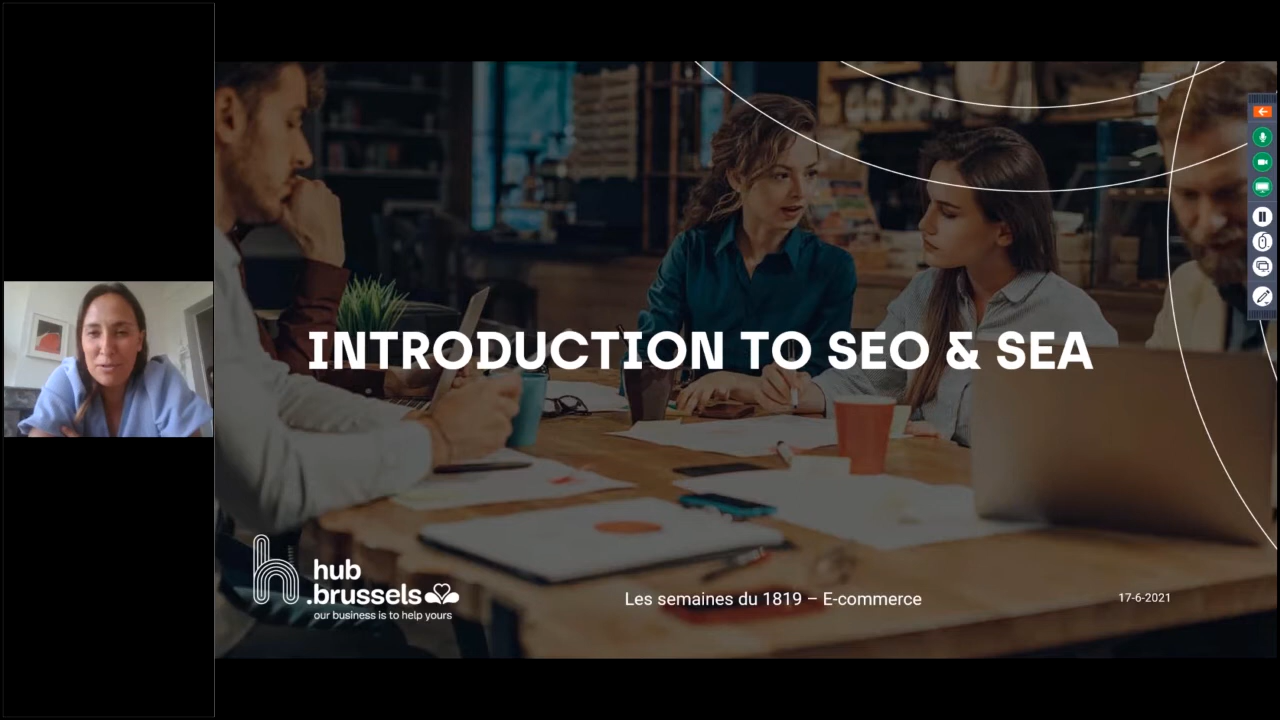 INTRODUCTION TO SEO & SEA
hub
.brussels
our business is to help yours
Les semaines du 1819 – E-commerce
17-6-2021